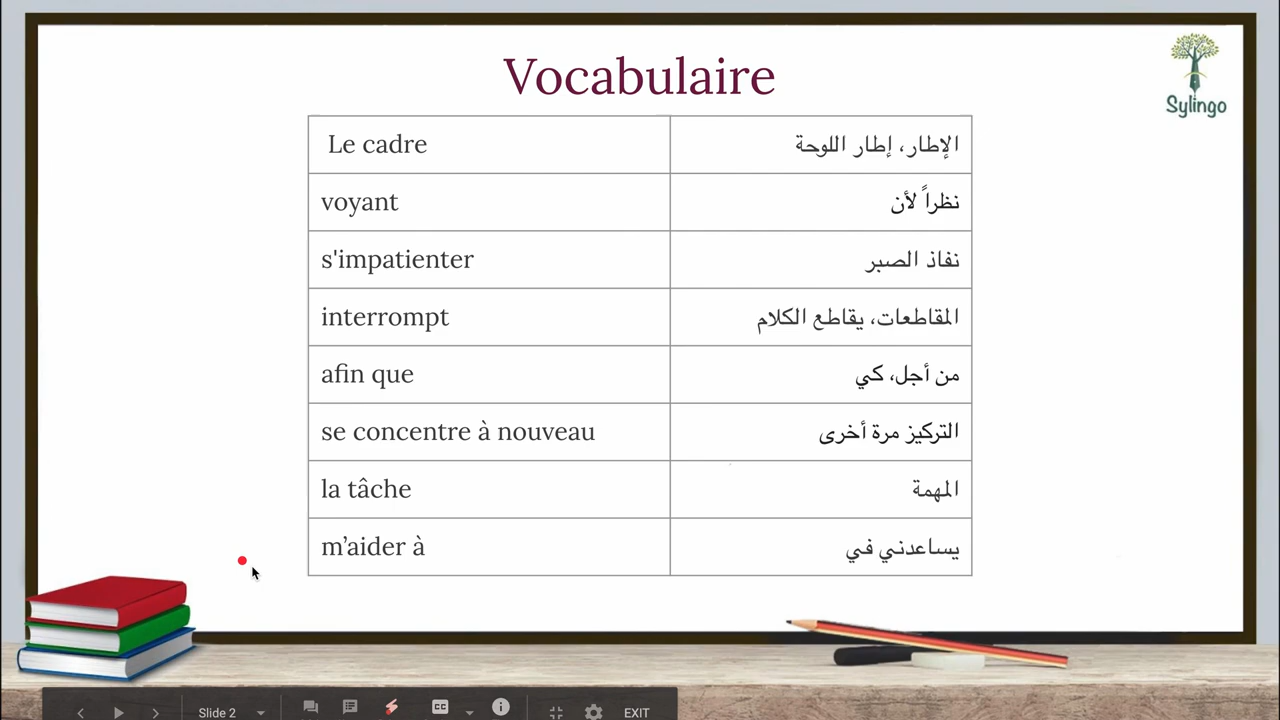 Vocabulaire
Sylingo
Le cadre الإطار، إطار اللوحة
voyant نظراً لأن
s'impatienter نفاذ الصبر
interrompt المقاطعات، يقاطع الكلام
afin que من أجل، كي
se concentre à nouveau التركيز مرة أخرى
la tâche المهمة
m’aider à يساعدني في
Slide 2 CC EXIT